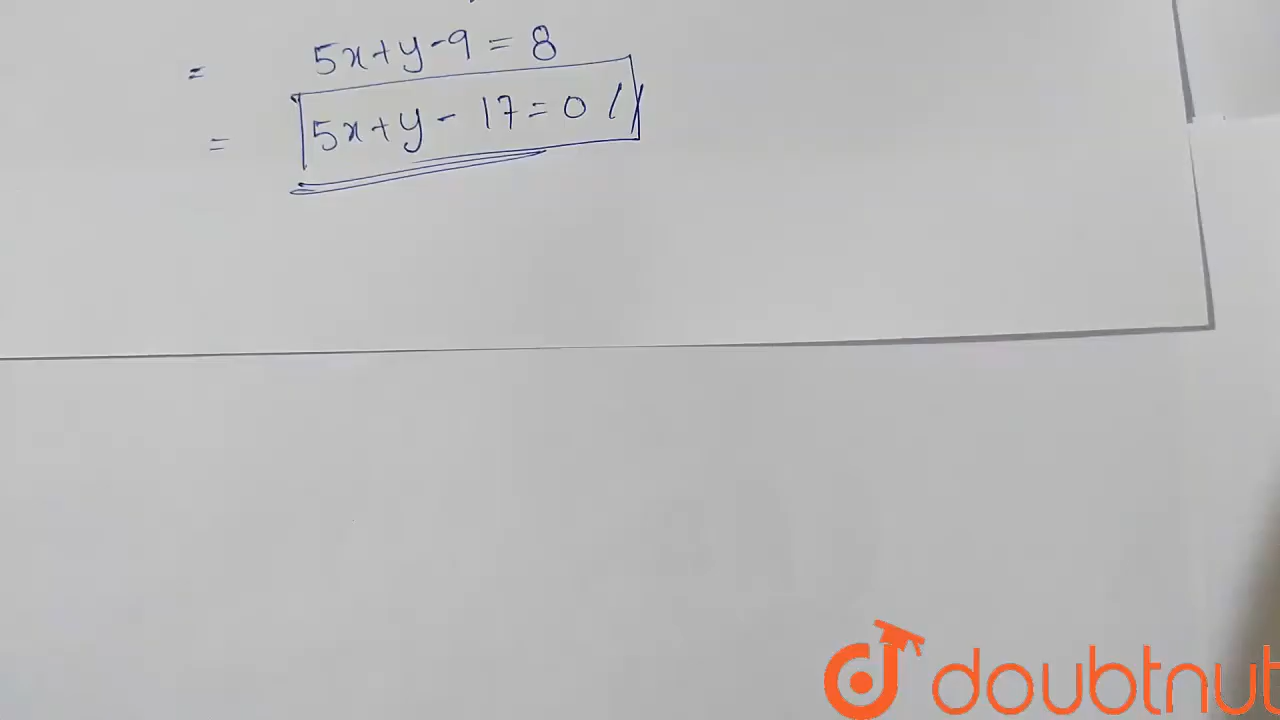 = 5x+y-9=8
= 5x+y-17=0 //
doubtnut